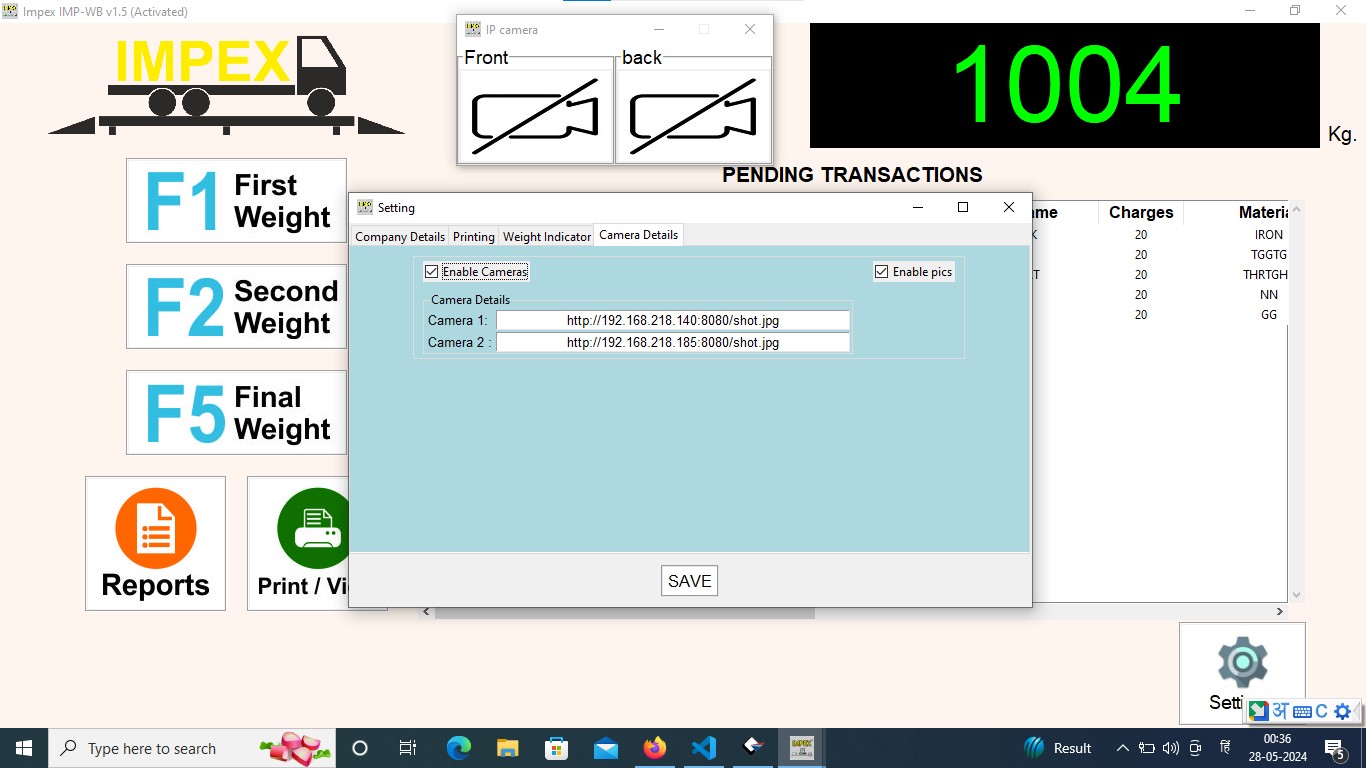 Impex IMP-WB v1.5 (Activated)
IMPEX
IP camera
Front
back
1004
Kg.
F1 First Weight
F2 Second Weight
F5 Final Weight
Reports
PENDING TRANSACTIONS
Charges
20
IRON
20
TGGTG
20
THRTGH
20
NN
20
GG
Setting
Company Details
Printing
Weight Indicator
Camera Details
Enable Cameras
Enable pics
Camera Details
Camera 1:
http://192.168.218.140:8080/shot.jpg
Camera 2 :
http://192.168.218.185:8080/shot.jpg
SAVE
Print /
अ
C
Type here to search
Result
हिं
00:36
28-05-2024
5